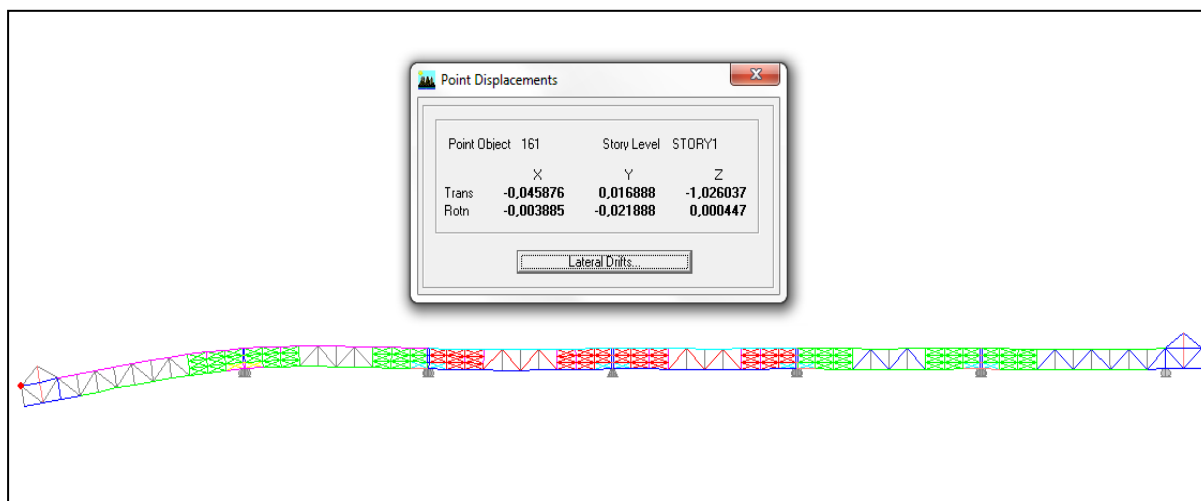 Point Displacements
Point Object 161 Story Level STORY1
X Y Z
Trans -0,045876 0,016888 -1,026037
Rotn -0,003885 -0,021888 0,000447
Lateral Drifts...